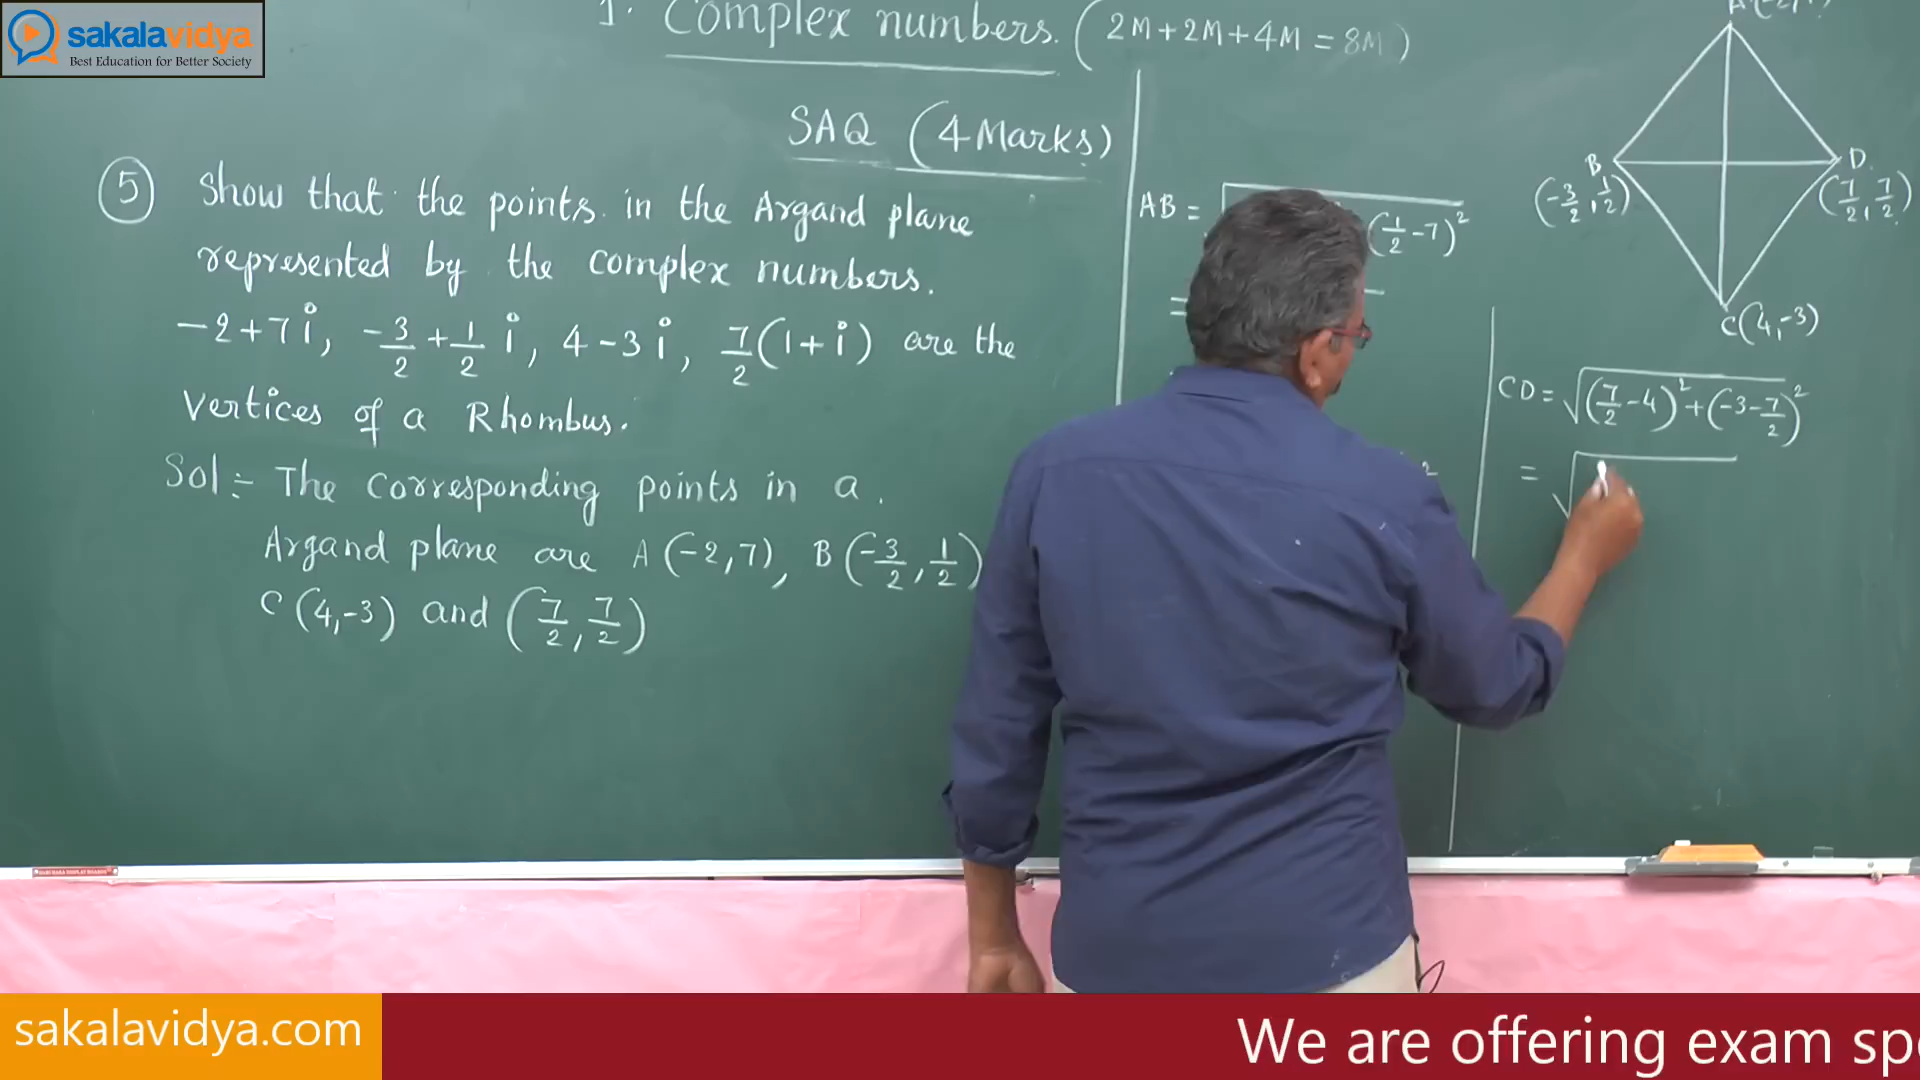 sakalavidya
Best Education for Better Society
1. Complex numbers. (2M+2M+4M = 8M)
SAQ (4 Marks)
⑤ Show that the points in the Argand plane
represented by the complex numbers.
-2+7i, -3/2 + 1/2 i, 4-3i, 7/2 (1+i) are the
Vertices of a Rhombus.
Sol:- The corresponding points in a
Argand plane are A(-2,7), B(-3/2, 1/2)
C(4,-3) and (7/2, 7/2)
AB = (1/2 -7)²
=
B
(-3/2, 1/2)
D
(7/2, 7/2)
C(4,-3)
CD = √(7/2 -4)² + (-3-7/2)²
= √
sakalavidya.com
We are offering exam